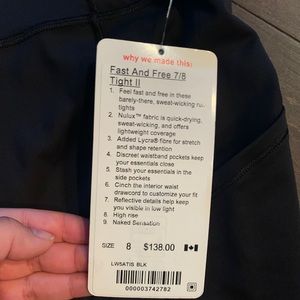 why we made this:
Fast And Free 7/8
Tight II
1. Feel fast and free in these
barely-there, sweat-wicking ru
tights
2. Nulux™ fabric is quick-drying,
sweat-wicking, and offers
lightweight coverage
3. Added Lycra® fibre for stretch
and shape retention
4. Discreet waistband pockets keep
your essentials close
5. Stash your essentials in the
side pockets
6. Cinch the interior waist
drawcord to customize your fit
7. Reflective details help keep
you visible in low light
8. High rise
9. Naked Sensation
SIZE 8 $138.00
LW5ATIS BLK
000003742782